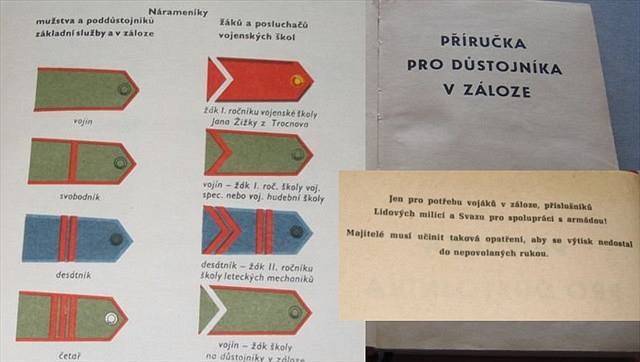 Nárameníky
mužstva a poddůstojníků
základní služby a v záloze
žáků a posluchačů
vojenských škol
vojín
svobodník
desátník
četař
žák I. ročníku vojenské školy
Jana Žižky z Trocnova
vojín – žák I. roč. školy voj.
spec. nebo voj. hudební školy
desátník – žák II. ročníku
školy leteckých mechaniků
vojín – žák školy
na důstojníky v záloze
PŘÍRUČKA
PRO DŮSTOJNÍKA
V ZÁLOZE
Jen pro potřebu vojáků v záloze, příslušníků
Lidových milicí a Svazu pro spolupráci s armádou!
Majitelé musí učinit taková opatření, aby se výtisk nedostal
do nepovolaných rukou.